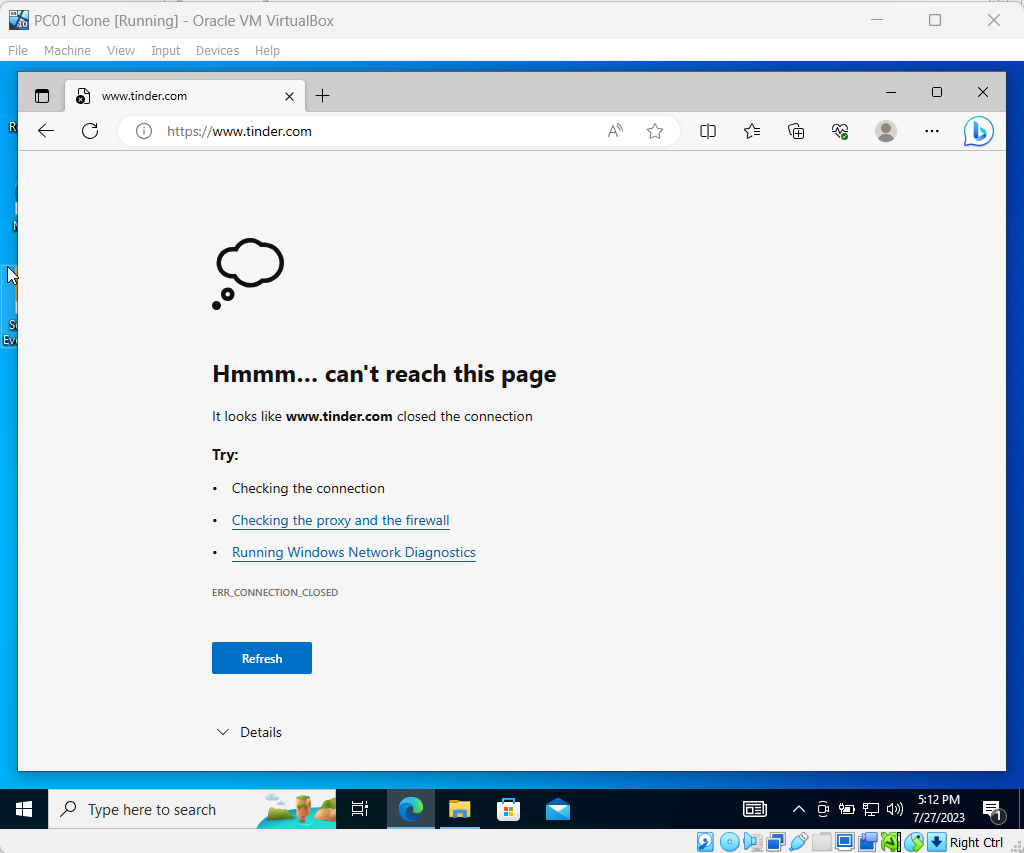 PC01 Clone [Running] - Oracle VM VirtualBox
File Machine View Input Devices Help
www.tinder.com
https://www.tinder.com
Hmmm... can't reach this page
It looks like www.tinder.com closed the connection
Try:
• Checking the connection
• Checking the proxy and the firewall
• Running Windows Network Diagnostics
ERR_CONNECTION_CLOSED
Refresh
Details
Type here to search
5:12 PM
7/27/2023
1
Right Ctrl